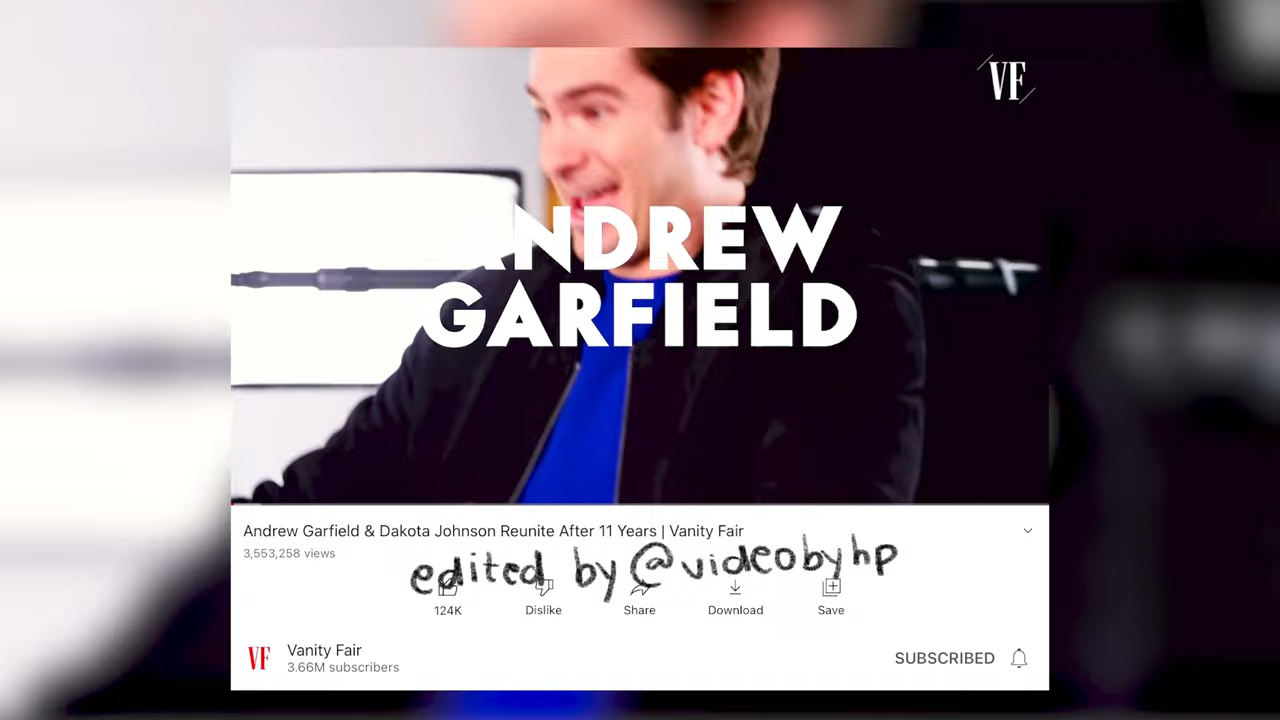 VF
ANDREW
GARFIELD
Andrew Garfield & Dakota Johnson Reunite After 11 Years | Vanity Fair
3,553,258 views
edited by @videobyhp
124K Dislike Share Download Save
VF Vanity Fair
3.66M subscribers
SUBSCRIBED